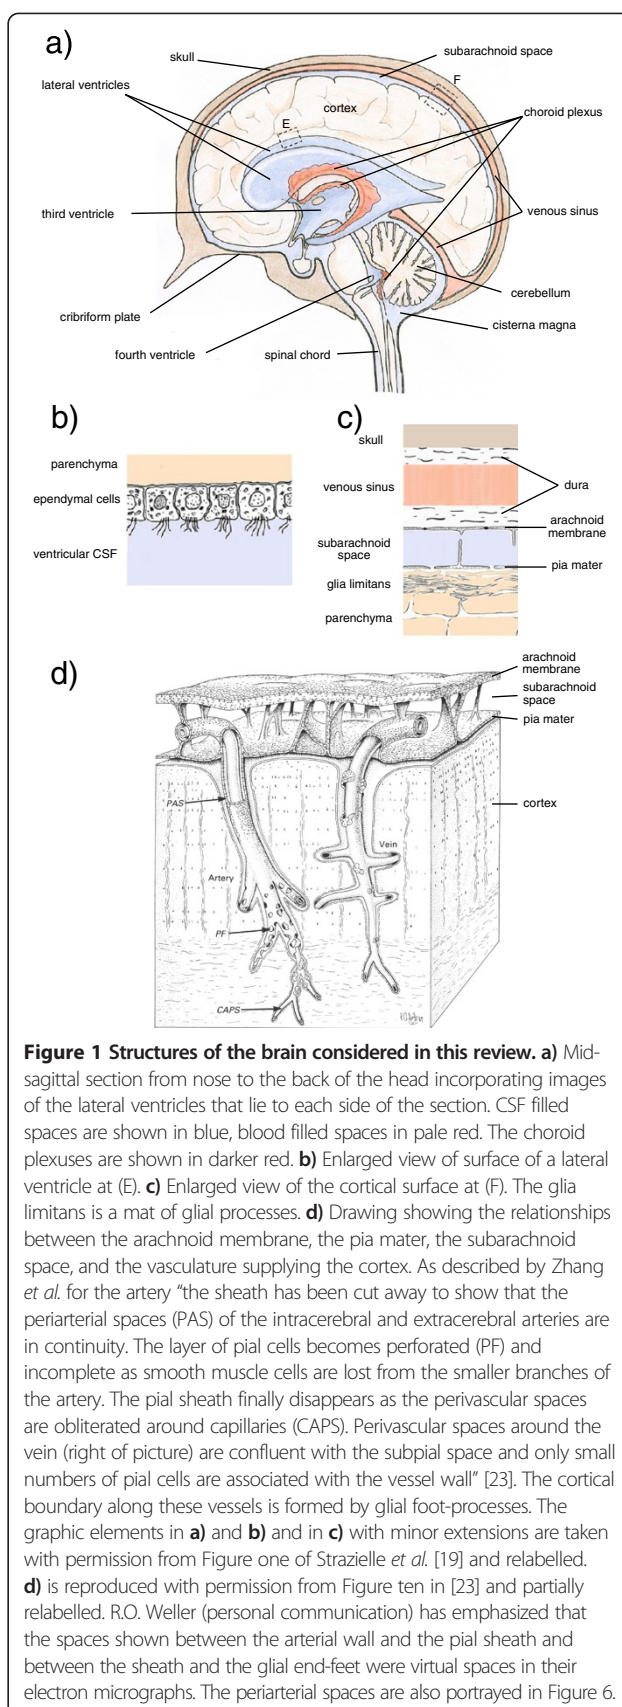 a)
skull
subarachnoid space
F
lateral ventricles
cortex
choroid plexus
E
third ventricle
venous sinus
cribriform plate
cerebellum
cisterna magna
fourth ventricle
spinal chord
b)
parenchyma
ependymal cells
ventricular CSF
c)
skull
venous sinus
dura
arachnoid
membrane
subarachnoid
space
pia mater
glia limitans
parenchyma
d)
arachnoid
membrane
subarachnoid
space
pia mater
cortex
PAS
Vein
Artery
PF
CAPS
Figure 1 Structures of the brain considered in this review. a) Mid-
sagittal section from nose to the back of the head incorporating images
of the lateral ventricles that lie to each side of the section. CSF filled
spaces are shown in blue, blood filled spaces in pale red. The choroid
plexuses are shown in darker red. b) Enlarged view of surface of a lateral
ventricle at (E). c) Enlarged view of the cortical surface at (F). The glia
limitans is a mat of glial processes. d) Drawing showing the relationships
between the arachnoid membrane, the pia mater, the subarachnoid
space, and the vasculature supplying the cortex. As described by Zhang
et al. for the artery "the sheath has been cut away to show that the
periarterial spaces (PAS) of the intracerebral and extracerebral arteries are
in continuity. The layer of pial cells becomes perforated (PF) and
incomplete as smooth muscle cells are lost from the smaller branches of
the artery. The pial sheath finally disappears as the perivascular spaces
are obliterated around capillaries (CAPS). Perivascular spaces around the
vein (right of picture) are confluent with the subpial space and only small
numbers of pial cells are associated with the vessel wall" [23]. The cortical
boundary along these vessels is formed by glial foot-processes. The
graphic elements in a) and b) and in c) with minor extensions are taken
with permission from Figure one of Strazielle et al. [19] and relabelled.
d) is reproduced with permission from Figure ten in [23] and partially
relabelled. R.O. Weller (personal communication) has emphasized that
the spaces shown between the arterial wall and the pial sheath and
between the sheath and the glial end-feet were virtual spaces in their
electron micrographs. The periarterial spaces are also portrayed in Figure 6.